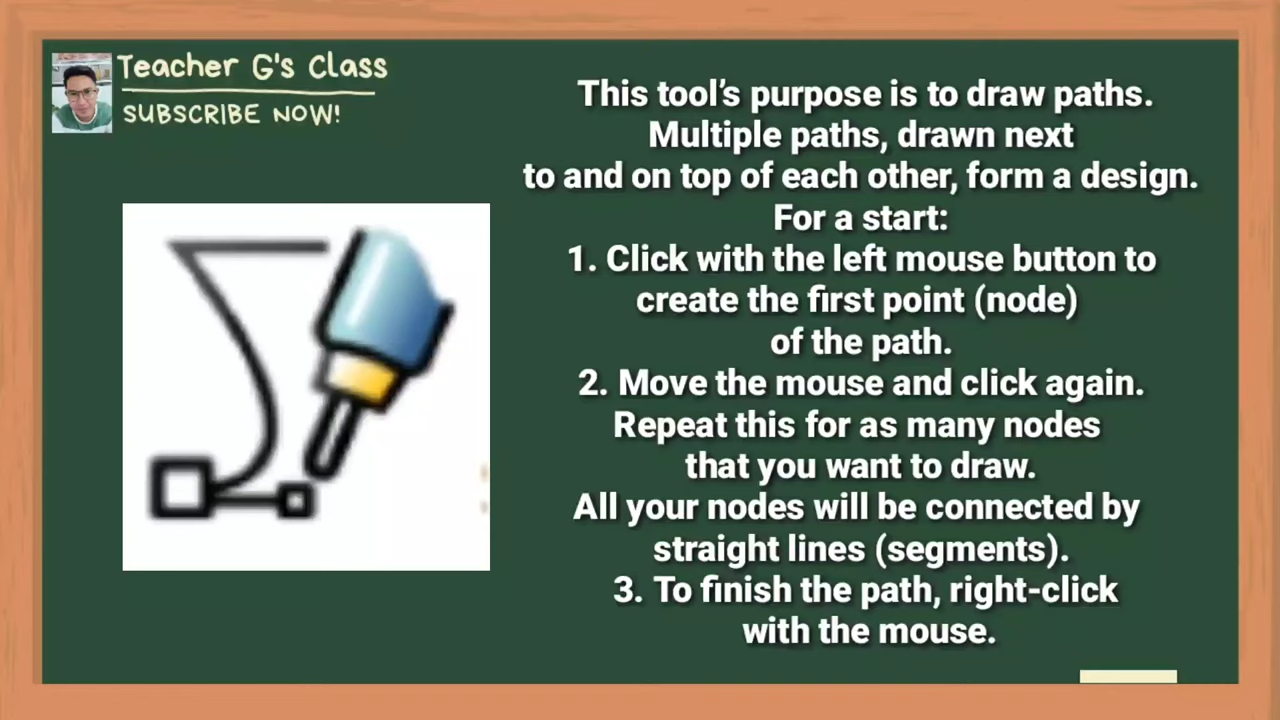 Teacher G's Class
SUBSCRIBE NOW!
This tool’s purpose is to draw paths.
Multiple paths, drawn next
to and on top of each other, form a design.
For a start:
1. Click with the left mouse button to
create the first point (node)
of the path.
2. Move the mouse and click again.
Repeat this for as many nodes
that you want to draw.
All your nodes will be connected by
straight lines (segments).
3. To finish the path, right-click
with the mouse.